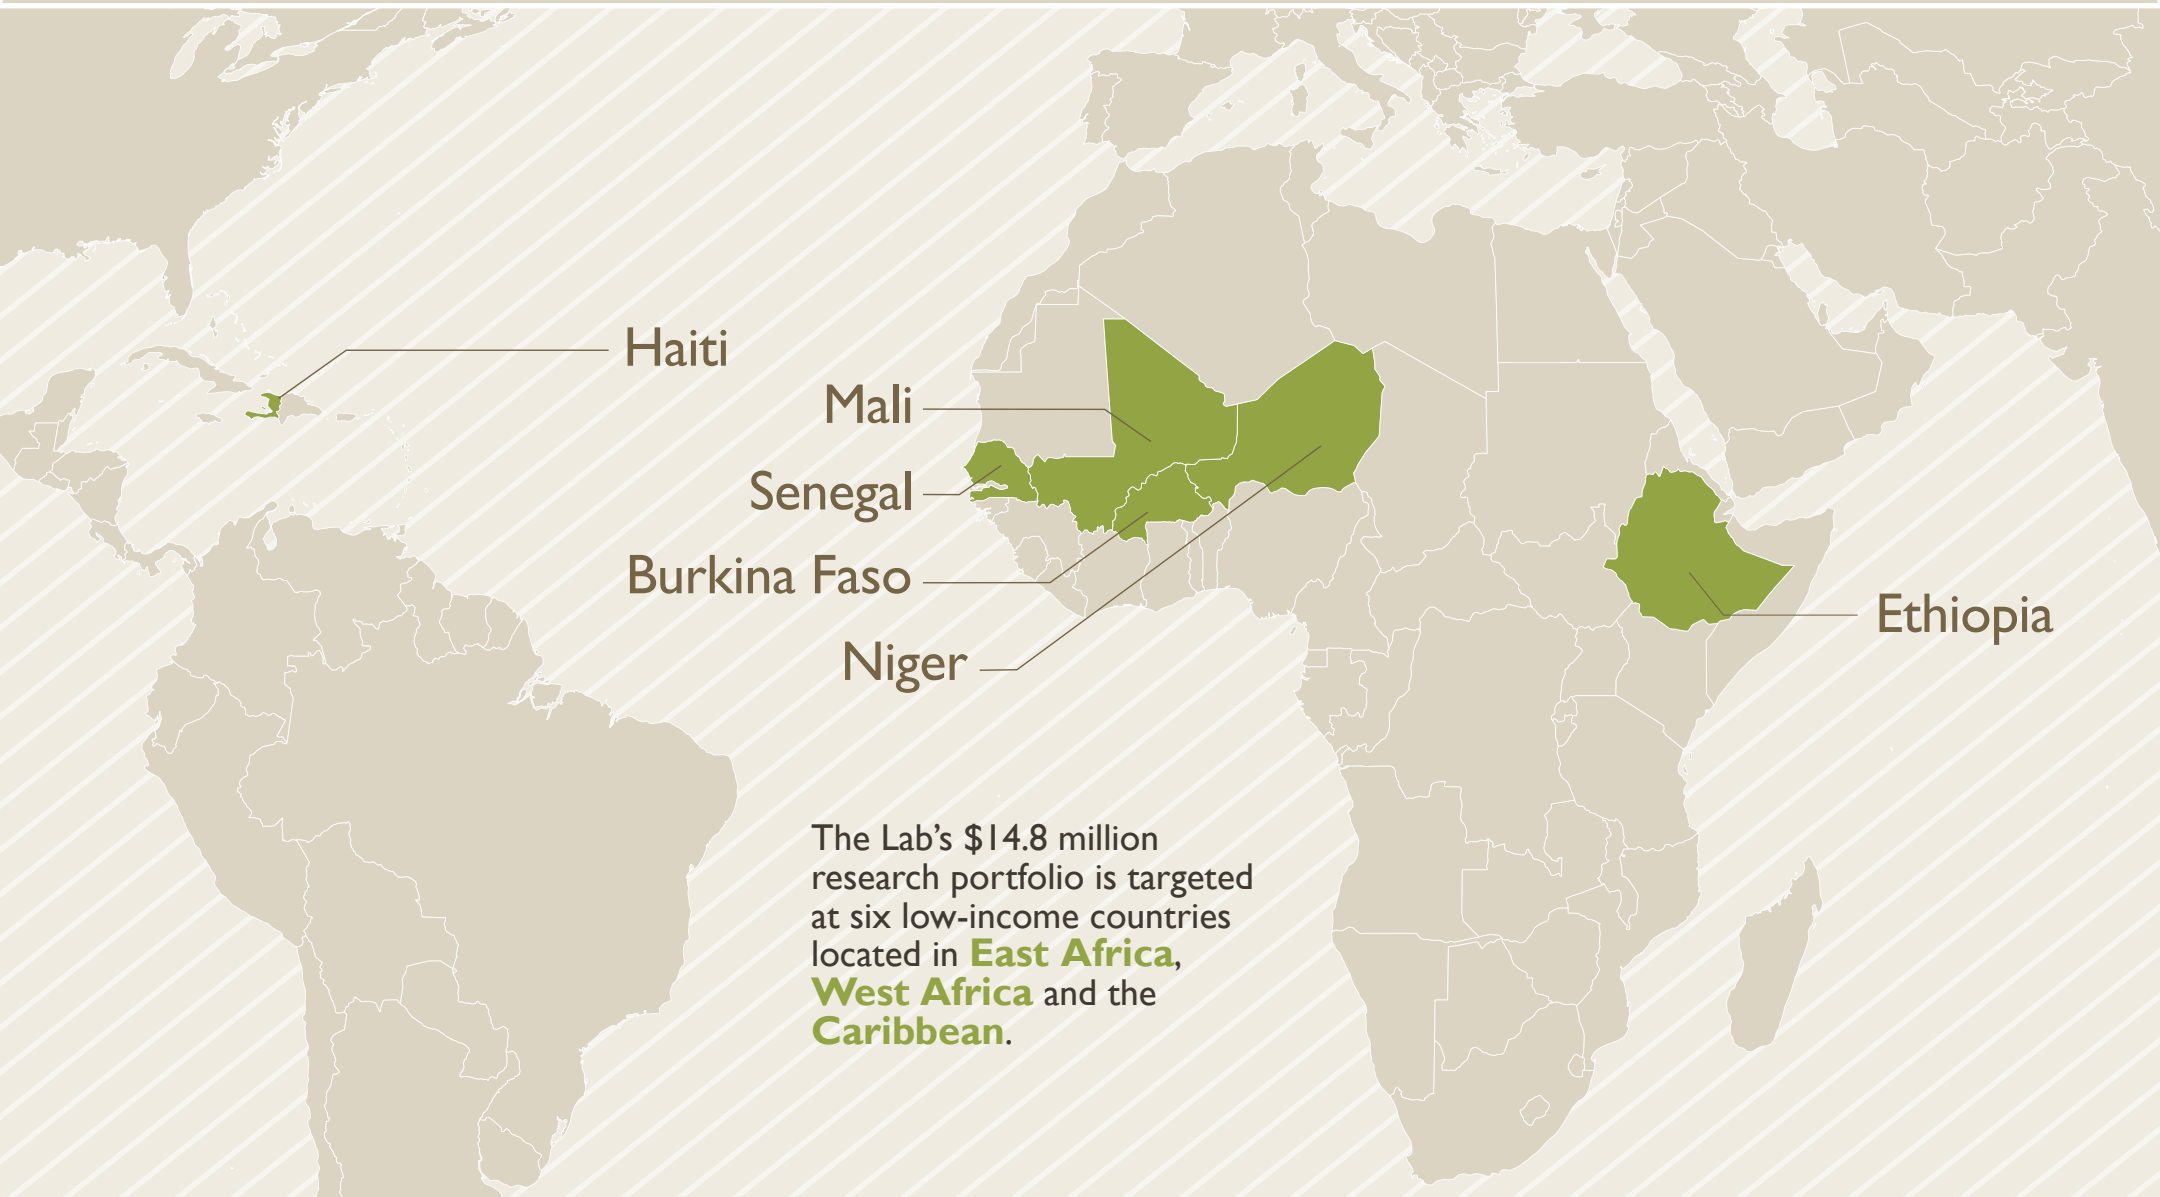 Haiti
Mali
Senegal
Burkina Faso
Niger
Ethiopia
The Lab’s $14.8 million
research portfolio is targeted
at six low-income countries
located in East Africa,
West Africa and the
Caribbean.